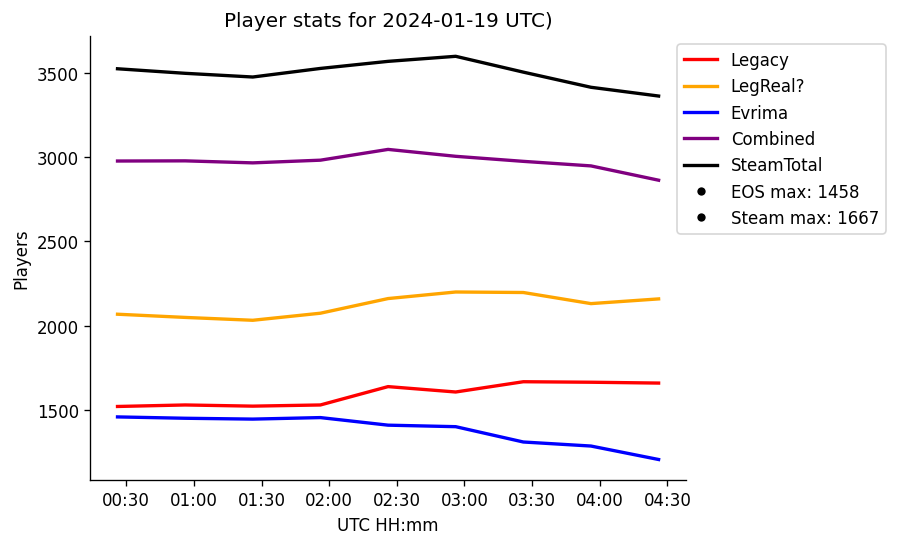 Player stats for 2024-01-19 UTC)
Legacy
LegReal?
Evrima
Combined
SteamTotal
EOS max: 1458
Steam max: 1667
Players
3500
3000
2500
2000
1500
00:30 01:00 01:30 02:00 02:30 03:00 03:30 04:00 04:30
UTC HH:mm